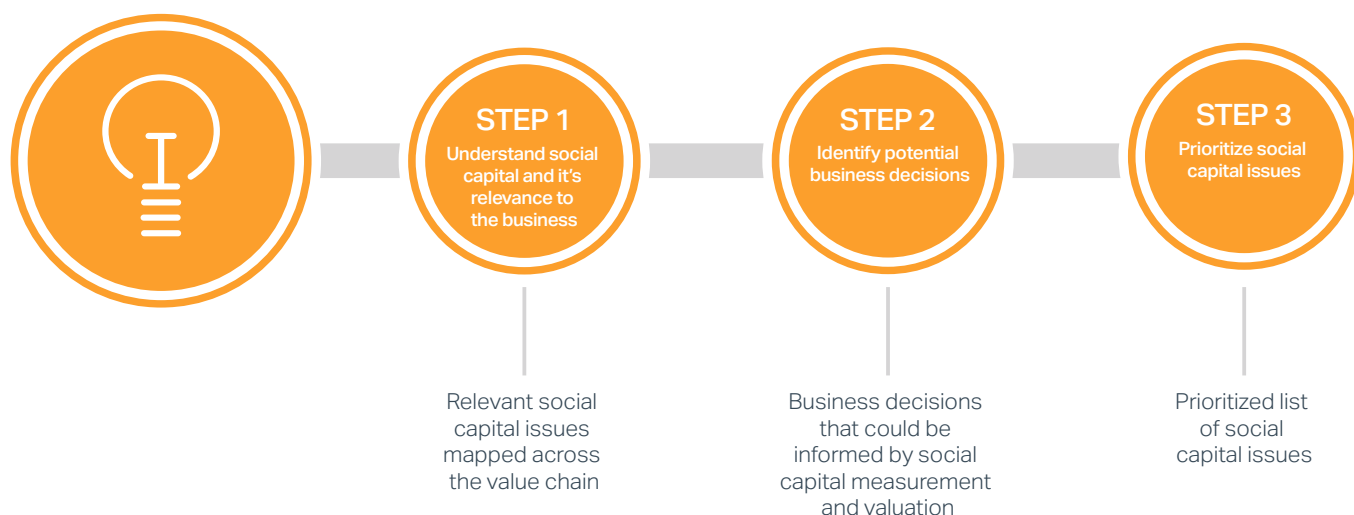 STEP 1
Understand social
capital and it's
relevance to
the business
STEP 2
Identify potential
business decisions
STEP 3
Prioritize social
capital issues
Relevant social
capital issues
mapped across
the value chain
Business decisions
that could be
informed by social
capital measurement
and valuation
Prioritized list
of social
capital issues